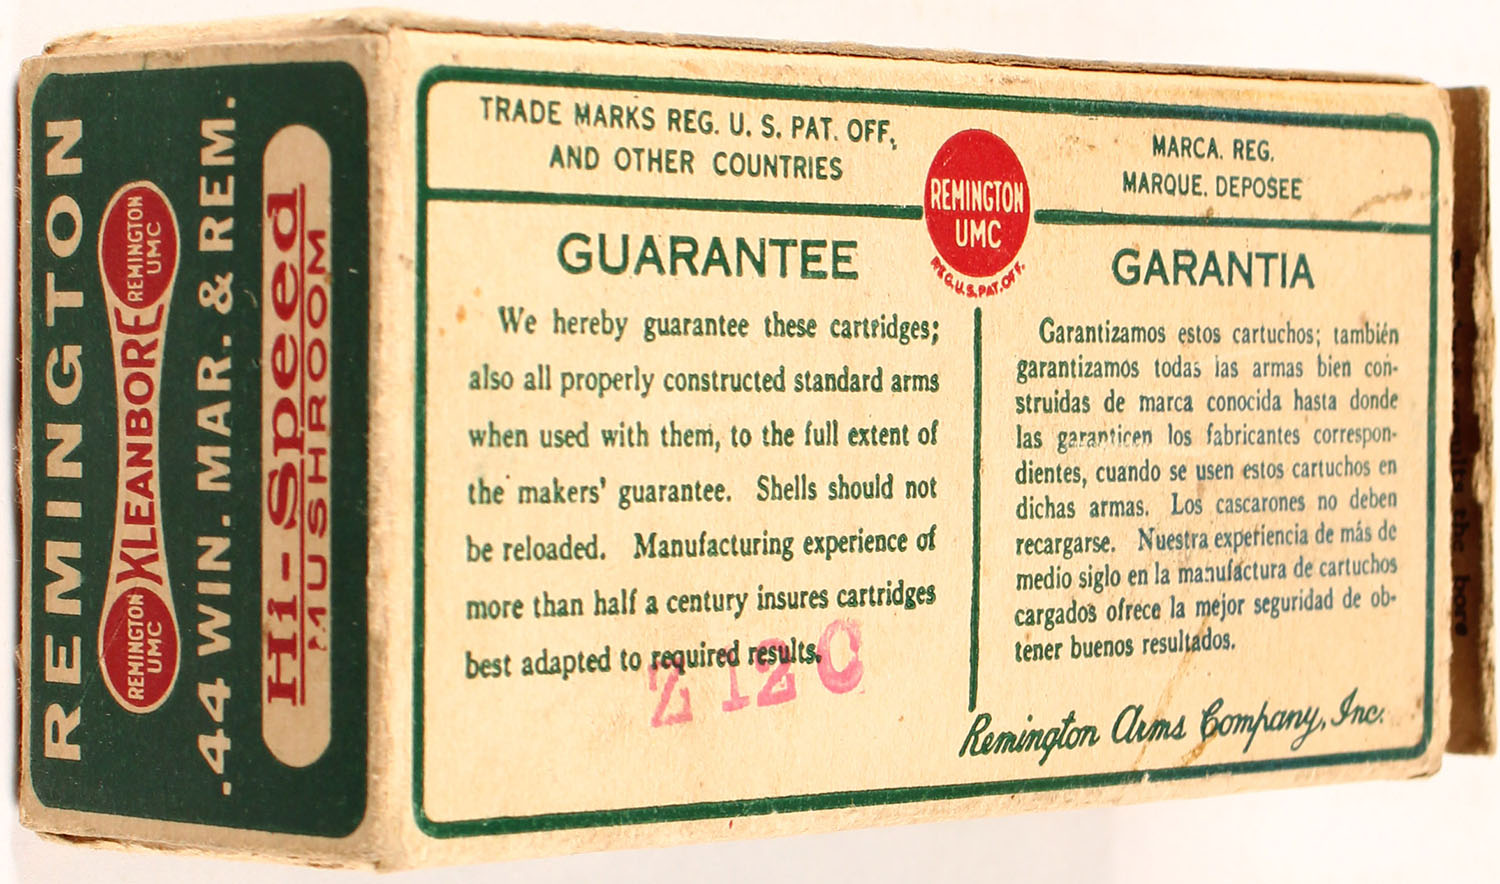 REMINGTON
REMINGTON
UMC
KLEANBORE
REMINGTON
UMC
.44 WIN. MAR. & REM.
Hi-Speed
MUSHROOM
TRADE MARKS REG. U. S. PAT. OFF.
AND OTHER COUNTRIES
REMINGTON
UMC
REG. U.S. PAT. OFF.
MARCA. REG.
MARQUE. DEPOSEE
GUARANTEE
We hereby guarantee these cartridges;
also all properly constructed standard arms
when used with them, to the full extent of
the makers' guarantee. Shells should not
be reloaded. Manufacturing experience of
more than half a century insures cartridges
best adapted to required results.
Z 12 C
GARANTIA
Garantizamos estos cartuchos; también
garantizamos todas las armas bien con-
struidas de marca conocida hasta donde
las garanticen los fabricantes correspon-
dientes, cuando se usen estos cartuchos en
dichas armas. Los cascarones no deben
recargarse. Nuestra experiencia de más de
medio siglo en la manufactura de cartuchos
cargados ofrece la mejor seguridad de ob-
tener buenos resultados.
Remington Arms Company, Inc.
the bore